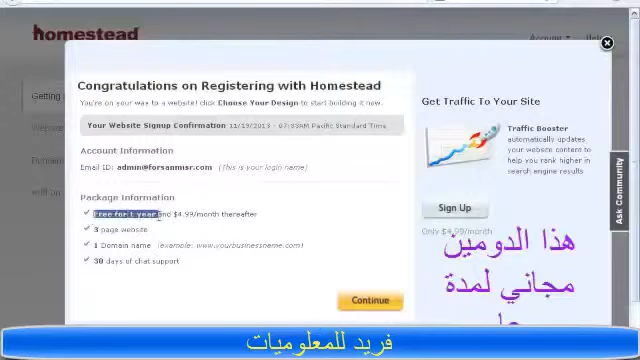 homestead
Account
Help
Getting
Congratulations on Registering with Homestead
You're on your way to a website! click Choose Your Design to start building it now.
Your Website Signup Confirmation 11/19/2013 - 07:33AM Pacific Standard Time
Account Information
Email ID: admin@forsanmisr.com (This is your login name)
Package Information
Free for 1 year and $4.99/month thereafter
3 page website
1 Domain name (example: www.yourbusinessname.com)
30 days of chat support
Continue
Get Traffic To Your Site
Traffic Booster
automatically updates
your website content to
help you rank higher in
search engine results
Sign Up
Only $4.99/month
Ask Community
هذا الدومين
مجاني لمدة
فريد للمعلوميات